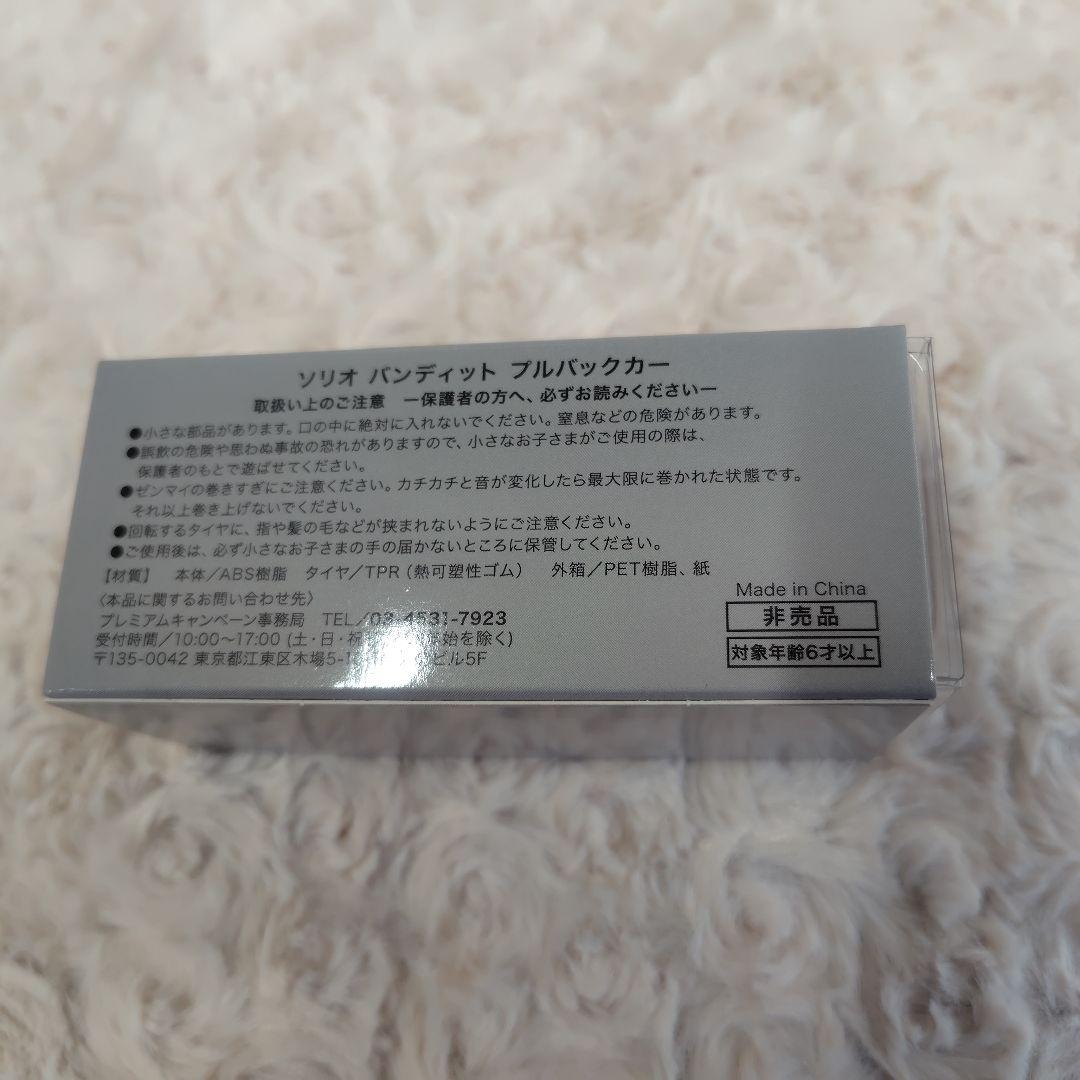 ソリオ バンディット プルバックカー
取扱い上のご注意 ー保護者の方へ、必ずお読みくださいー
●小さな部品があります。口の中に絶対に入れないでください。窒息などの危険があります。
●誤飲の危険や思わぬ事故の恐れがありますので、小さなお子さまがご使用の際は、
保護者のもとで遊ばせてください。
●ゼンマイの巻きすぎにご注意ください。カチカチと音が変化したら最大限に巻かれた状態です。
それ以上巻き上げないでください。
●回転するタイヤに、指や髪の毛などが挟まれないようにご注意ください。
●ご使用後は、必ず小さなお子さまの手の届かないところに保管してください。
【材質】 本体／ABS樹脂 タイヤ／TPR（熱可塑性ゴム） 外箱／PET樹脂、紙
〈本品に関するお問い合わせ先〉
プレミアムキャンペーン事務局 TEL／03-4531-7923
受付時間／10:00〜17:00 (土・日・祝 始を除く)
〒135-0042 東京都江東区木場5- ビル5F
Made in China
非売品
対象年齢6才以上